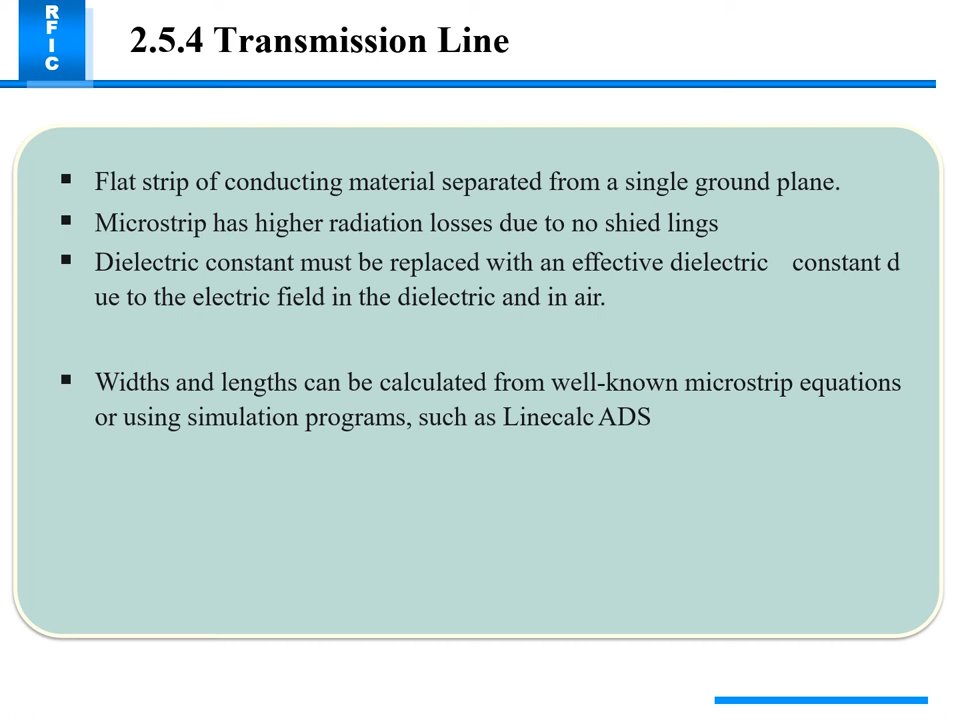 RFIC
2.5.4 Transmission Line
▪ Flat strip of conducting material separated from a single ground plane.
▪ Microstrip has higher radiation losses due to no shied lings
▪ Dielectric constant must be replaced with an effective dielectric constant d
ue to the electric field in the dielectric and in air.
▪ Widths and lengths can be calculated from well-known microstrip equations
or using simulation programs, such as Linecalc ADS